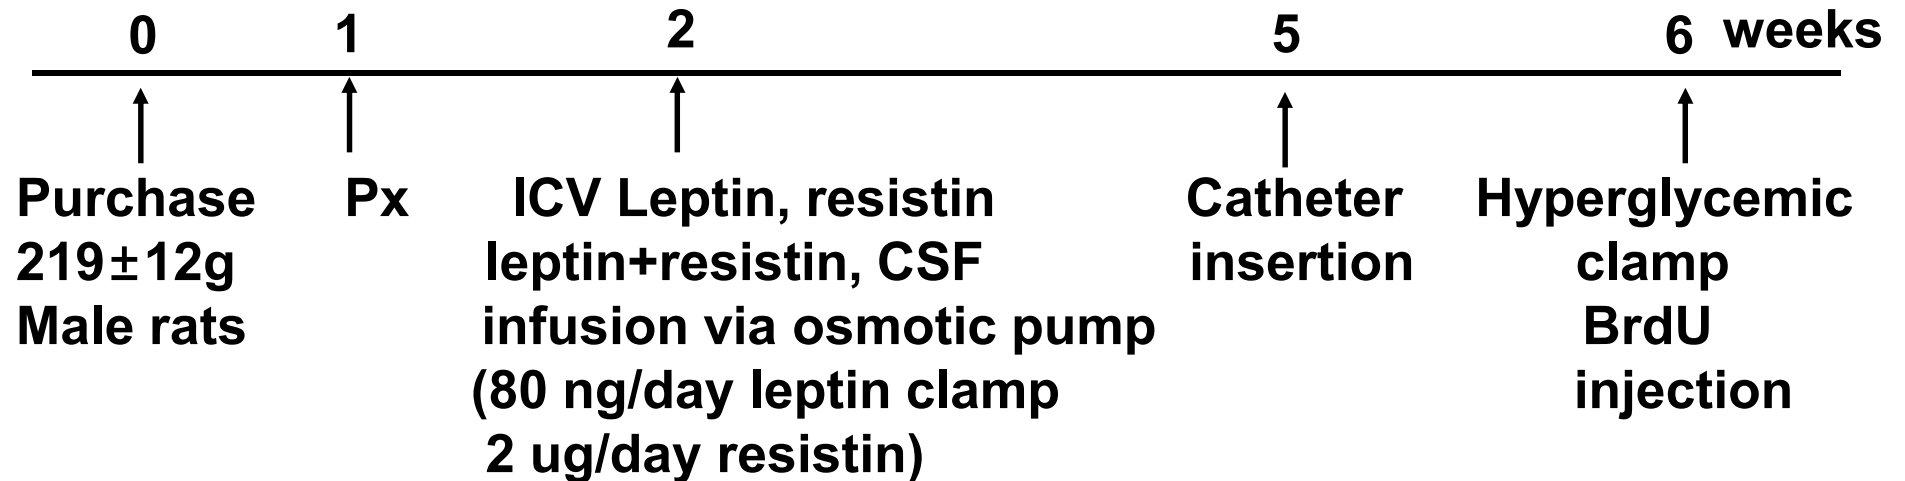 0 1 2 5 6 weeks
Purchase Px ICV Leptin, resistin Catheter Hyperglycemic
219±12g leptin+resistin, CSF insertion clamp
Male rats infusion via osmotic pump BrdU
(80 ng/day leptin clamp injection
2 ug/day resistin)